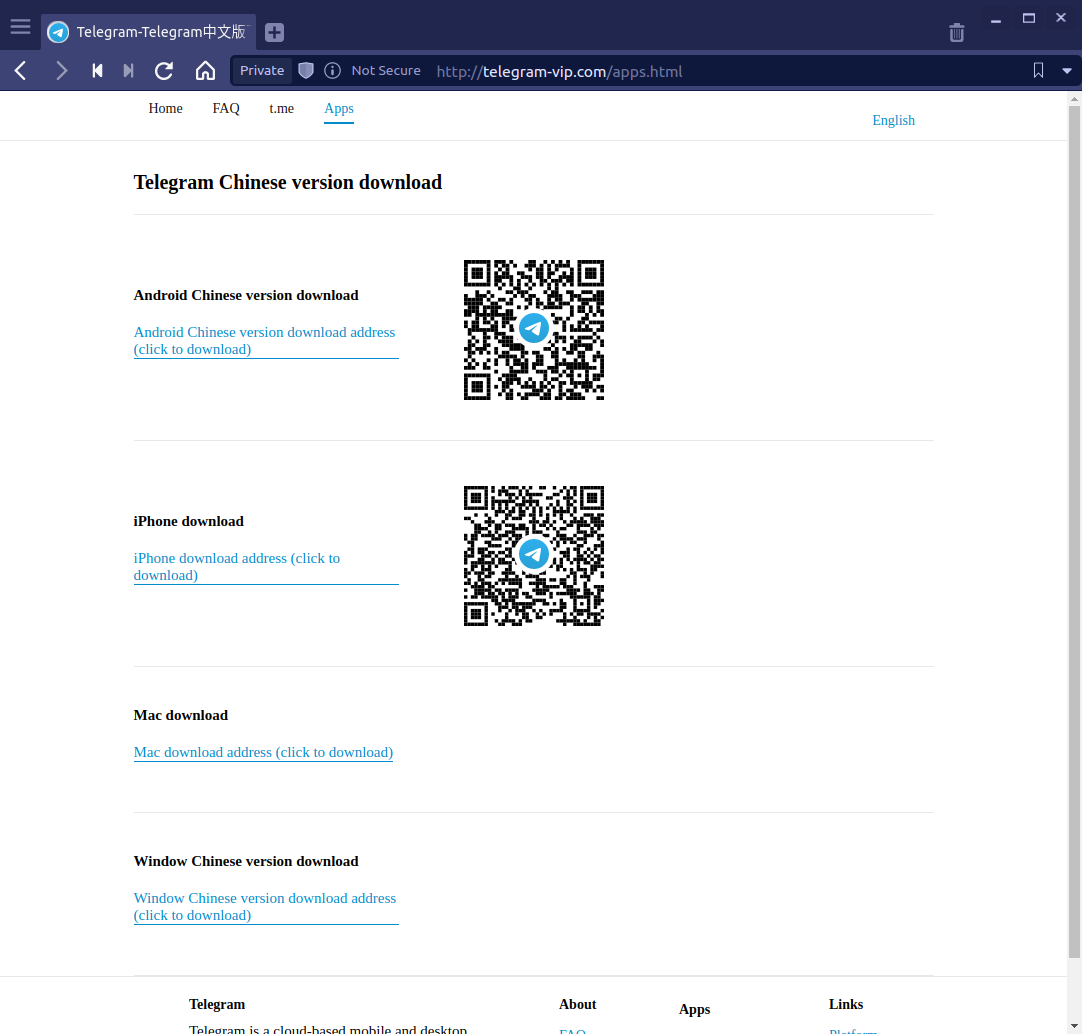 Telegram-Telegram中文版
Private Not Secure http://telegram-vip.com/apps.html
Home FAQ t.me Apps
English
Telegram Chinese version download
Android Chinese version download
Android Chinese version download address
(click to download)
iPhone download
iPhone download address (click to
download)
Mac download
Mac download address (click to download)
Window Chinese version download
Window Chinese version download address
(click to download)
Telegram About Apps Links
Telegram is a cloud-based mobile and desktop
FAQ Platform